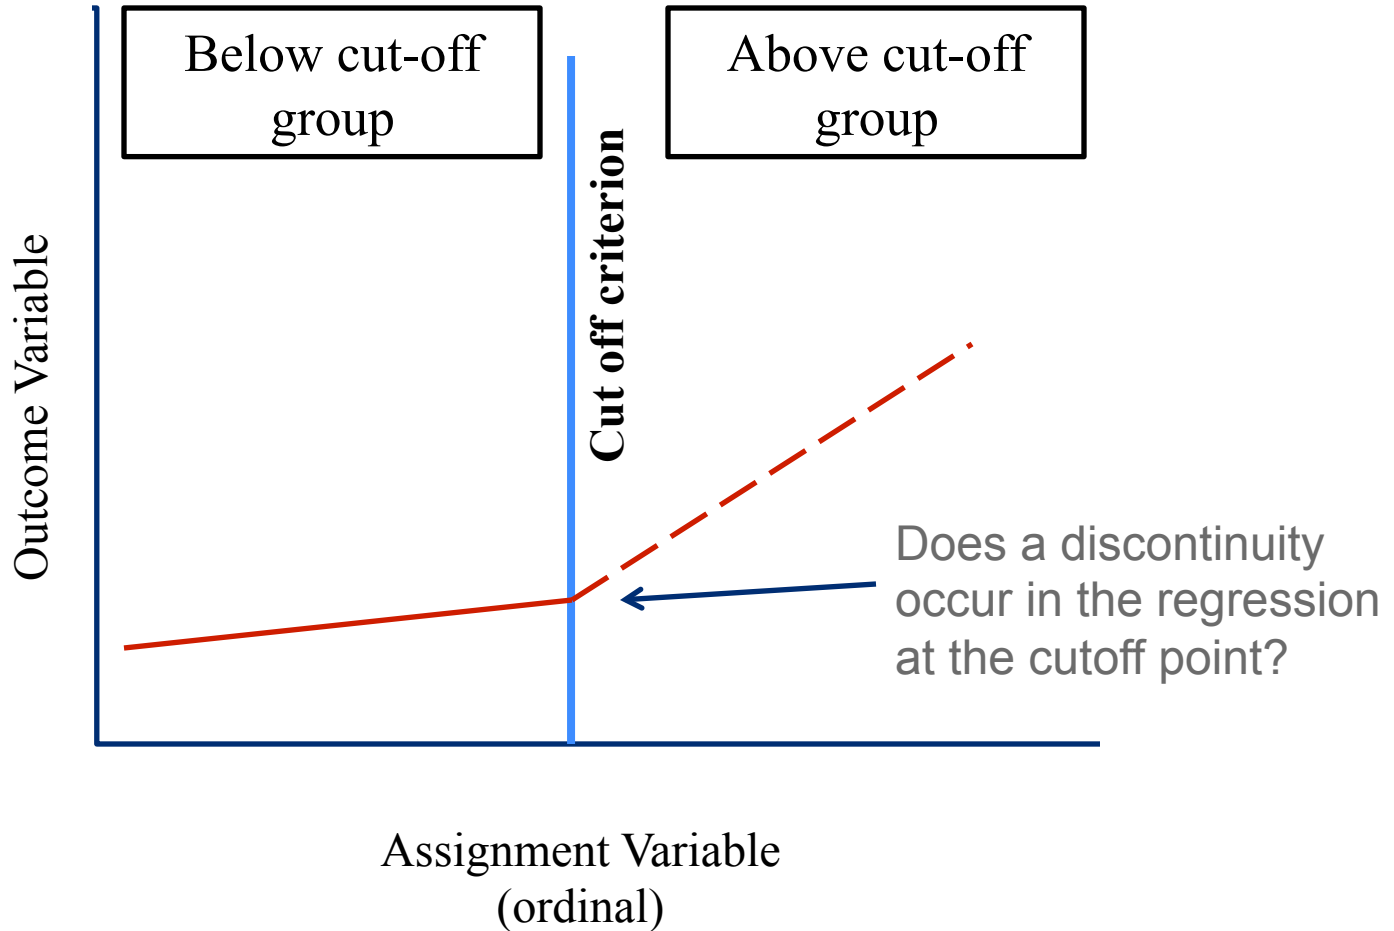 Below cut-off
group
Above cut-off
group
Cut off criterion
Outcome Variable
Does a discontinuity
occur in the regression
at the cutoff point?
Assignment Variable
(ordinal)